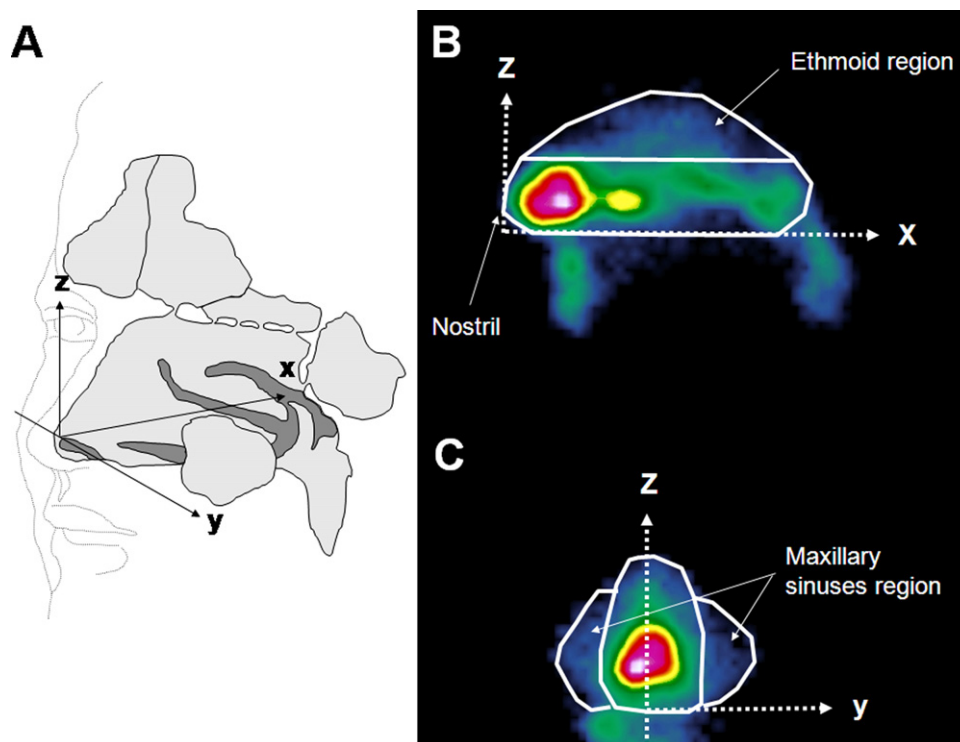 A
z
x
y
B
Z
Ethmoid region
X
Nostril
C
Z
Maxillary
sinuses region
y